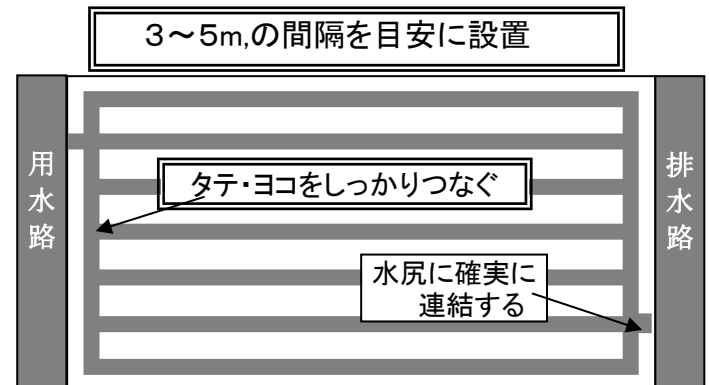 3～5m,の間隔を目安に設置
用水路
タテ・ヨコをしっかりつなぐ
排水路
水尻に確実に
連結する